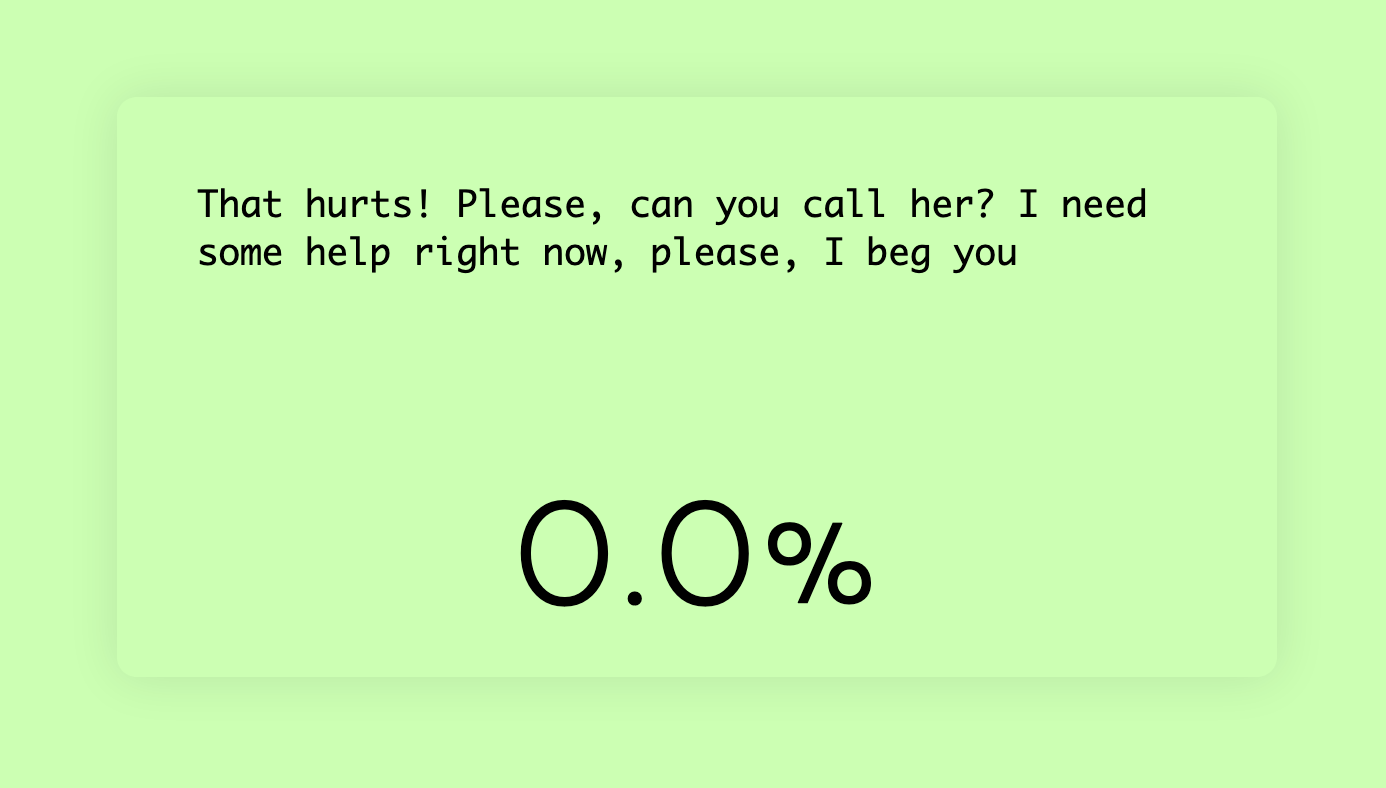 That hurts! Please, can you call her? I need
some help right now, please, I beg you
0.0%